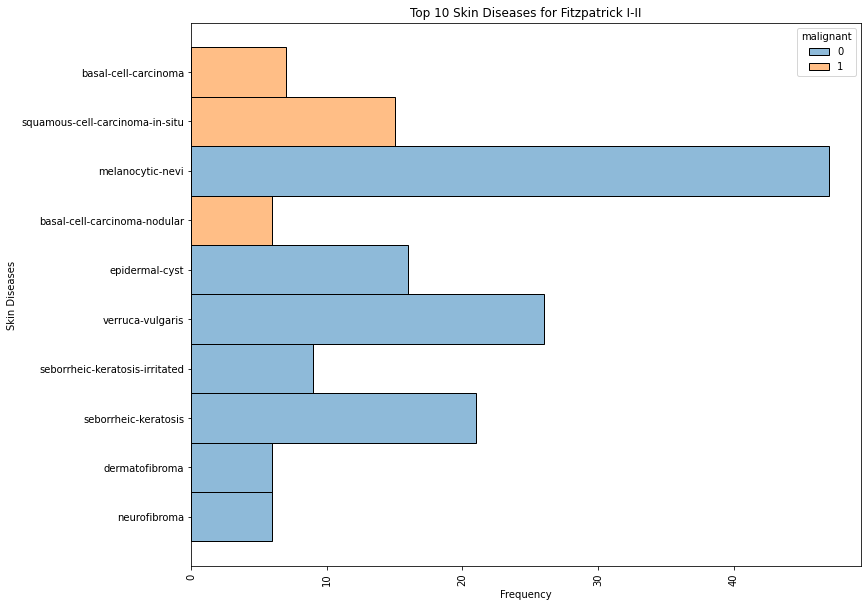 Top 10 Skin Diseases for Fitzpatrick I-II
malignant
0
1
basal-cell-carcinoma
squamous-cell-carcinoma-in-situ
melanocytic-nevi
basal-cell-carcinoma-nodular
epidermal-cyst
verruca-vulgaris
seborrheic-keratosis-irritated
seborrheic-keratosis
dermatofibroma
neurofibroma
Skin Diseases
0 10 20 30 40
Frequency